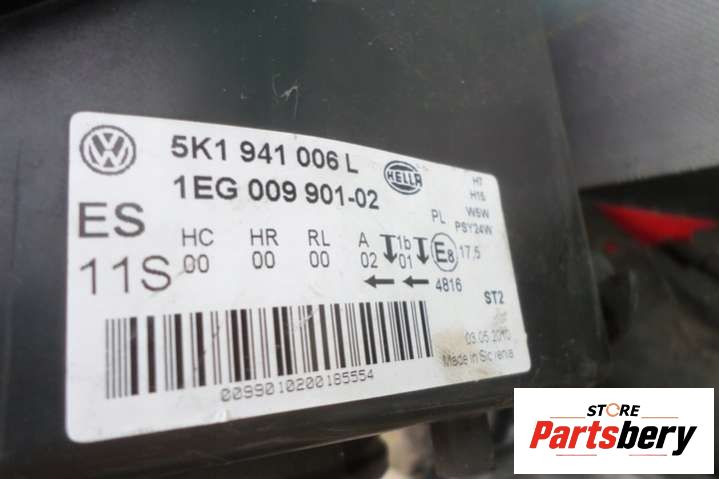 5K1 941 006 L
1EG 009 901-02
HELLA
H7
H15
W5W
PSY24W
ES
11S
HC HR RL A 1b PL
00 00 00 02 01 E8 17,5
4816
ST2
03.05.2010
Made in Slovenia
0099010200185554
STORE
Partsbery